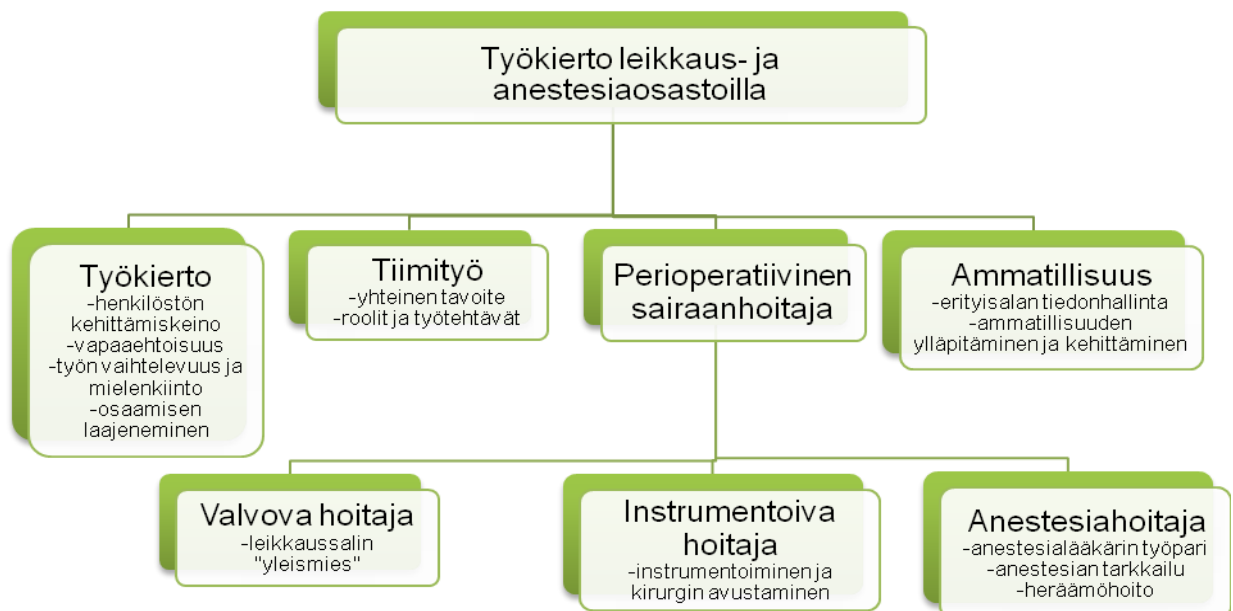 Työkierto leikkaus- ja
anestesiaosastoilla
Työkierto
-henkilöstön
kehittämiskeino
-vapaaehtoisuus
-työn vaihtelevuus ja
mielenkiinto
-osaamisen
laajeneminen
Tiimityö
-yhteinen tavoite
-roolit ja työtehtävät
Perioperatiivinen
sairaanhoitaja
Ammatillisuus
-erityisalan tiedonhallinta
-ammatillisuuden
ylläpitäminen ja kehittäminen
Valvova hoitaja
-leikkaussalin
"yleismies"
Instrumentoiva
hoitaja
-instrumentoiminen ja
kirurgin avustaminen
Anestesiahoitaja
-anestesialääkärin työpari
-anestesian tarkkailu
-heräämöhoito